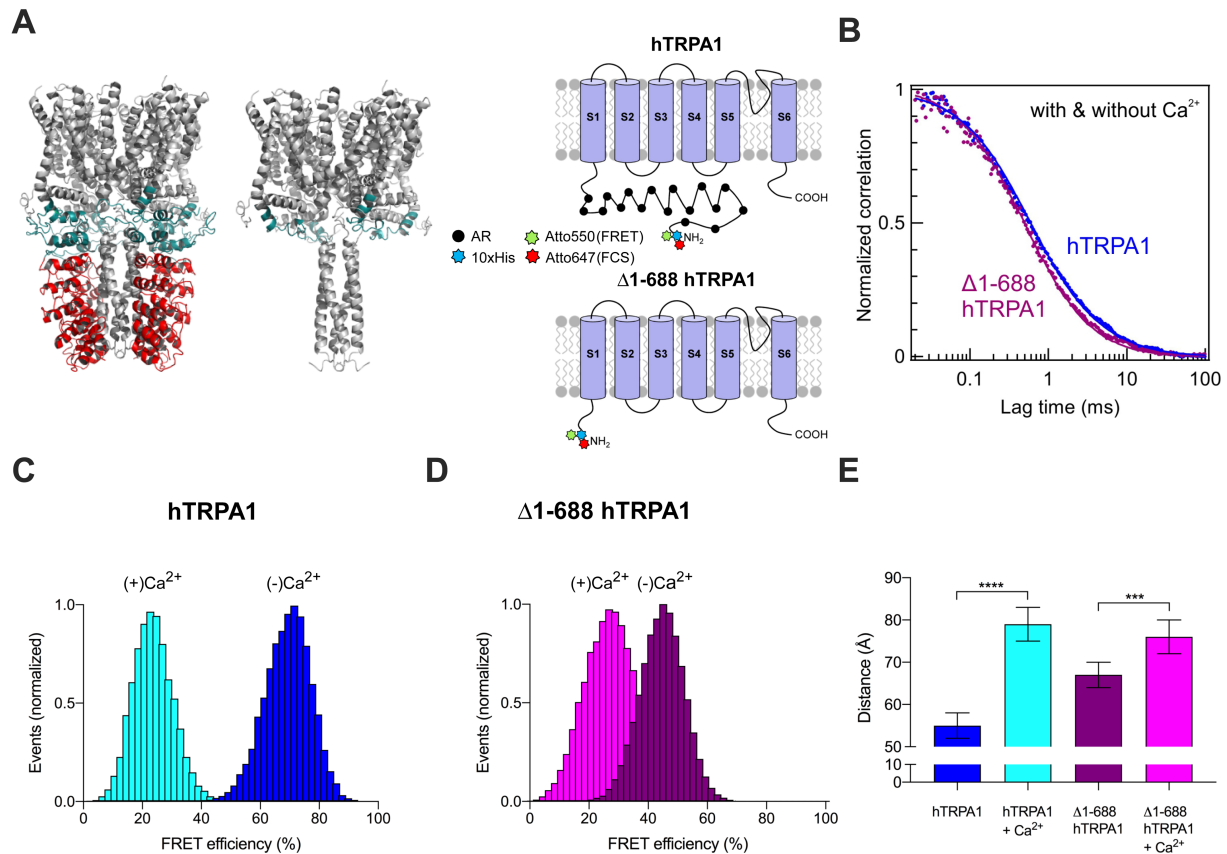 A
hTRPA1
S1 S2 S3 S4 S5 S6
COOH
NH2
AR
Atto550(FRET)
10xHis
Atto647(FCS)
Δ1-688 hTRPA1
S1 S2 S3 S4 S5 S6
NH2
COOH
B
1
0.5
0
Normalized correlation
with & without Ca2+
hTRPA1
Δ1-688
hTRPA1
0.1 1 10 100
Lag time (ms)
C
hTRPA1
(+)Ca2+ (-)Ca2+
1.0
0.5
0.0
Events (normalized)
0 20 40 60 80 100
FRET efficiency (%)
D
Δ1-688 hTRPA1
(+)Ca2+ (-)Ca2+
1.0
0.5
0.0
Events (normalized)
0 20 40 60 80 100
FRET efficiency (%)
E
90
80
70
60
50
10
0
Distance (Å)
****
***
hTRPA1
hTRPA1
+ Ca2+
Δ1-688
hTRPA1
Δ1-688
hTRPA1
+ Ca2+